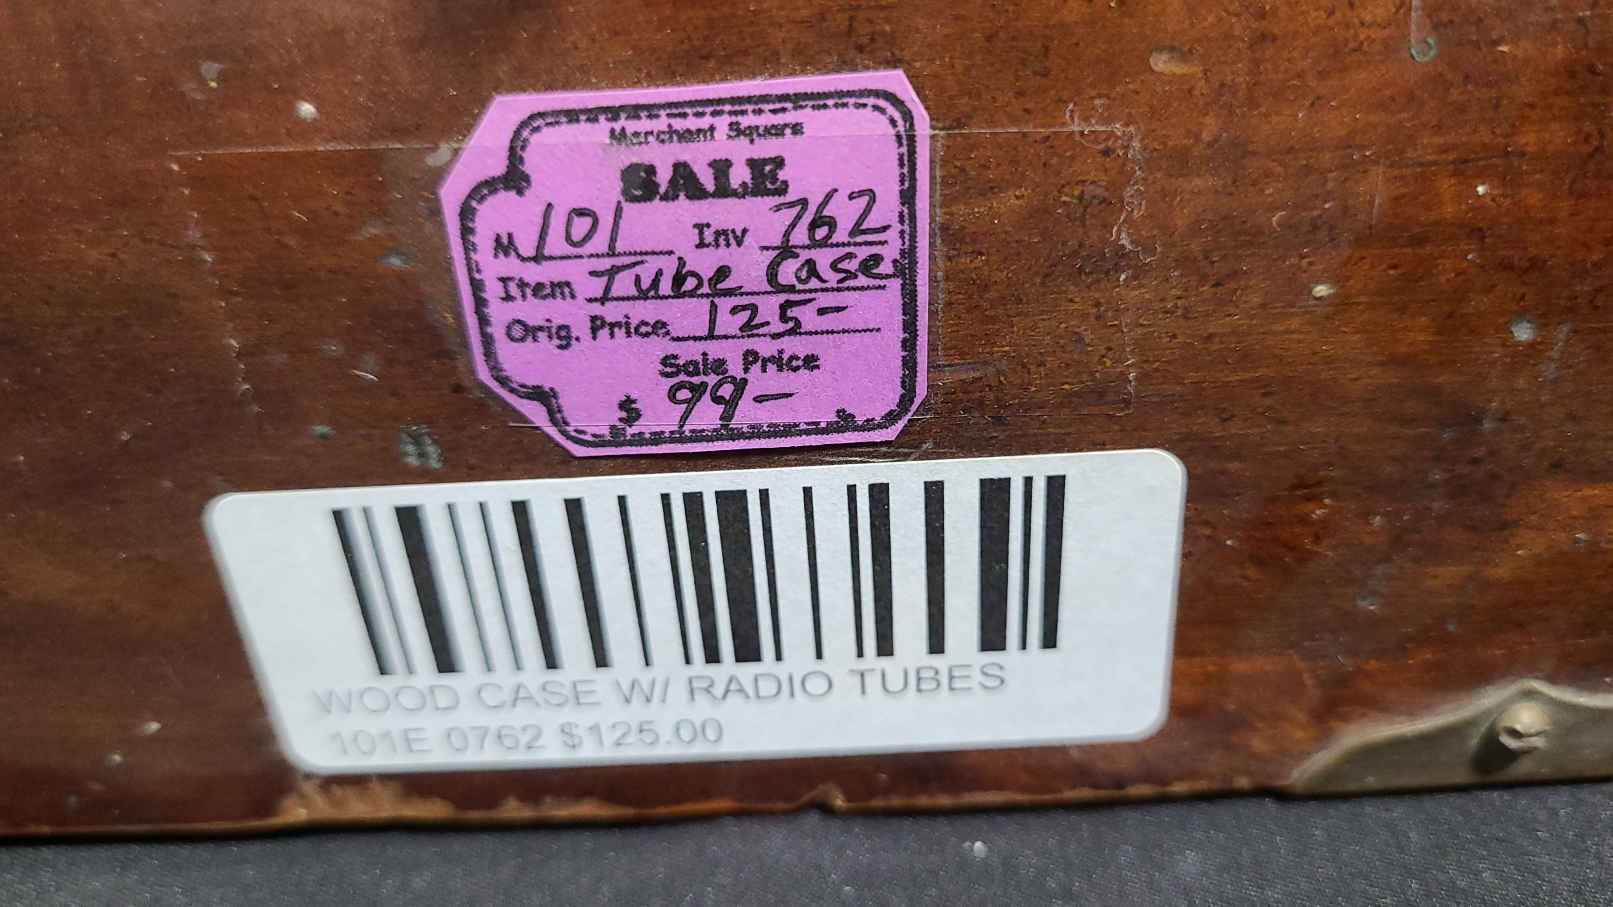 Merchant Square
SALE
M 101 Inv 762
Item Tube Case
Orig. Price 125-
Sale Price
$ 99-
WOOD CASE W/ RADIO TUBES
101E 0762 $125.00